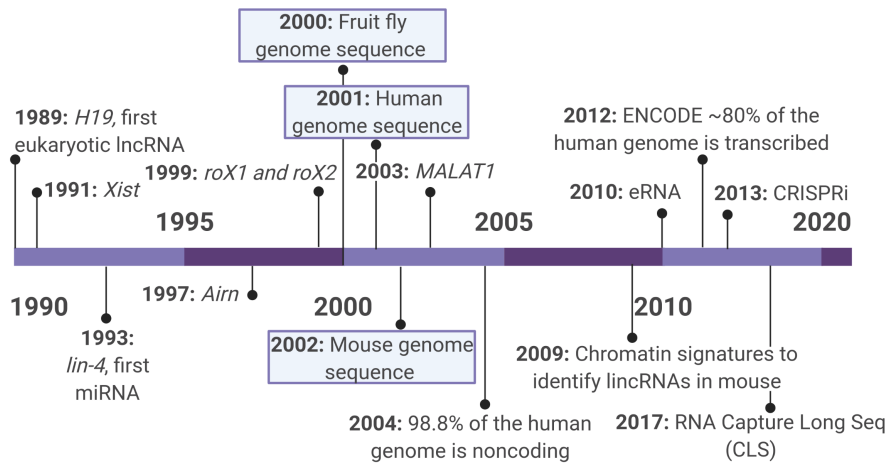 2000: Fruit fly
genome sequence
2001: Human
genome sequence
1989: H19, first
eukaryotic lncRNA
2012: ENCODE ~80% of the
human genome is transcribed
1999: roX1 and roX2
2003: MALAT1
1991: Xist
2010: eRNA
2013: CRISPRi
1995
2005
2020
1990
1997: Airn
2000
2010
1993:
lin-4, first
miRNA
2002: Mouse genome
sequence
2009: Chromatin signatures to
identify lincRNAs in mouse
2004: 98.8% of the human
genome is noncoding
2017: RNA Capture Long Seq
(CLS)